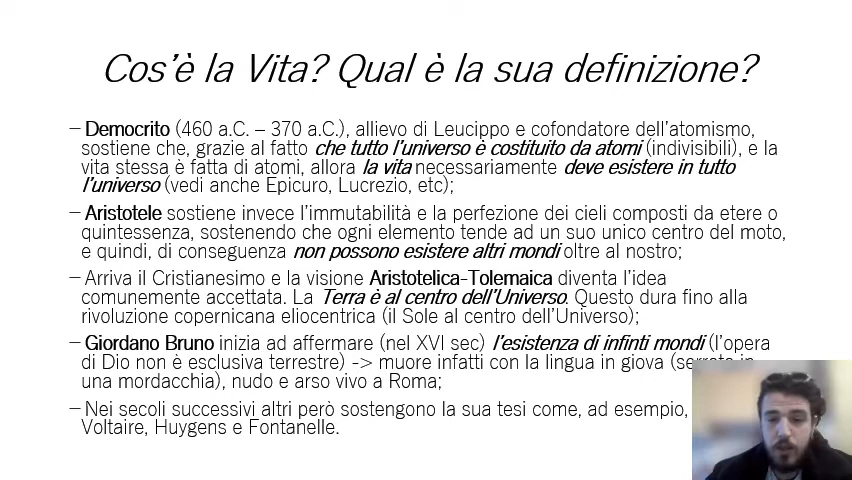 Cos'è la Vita? Qual è la sua definizione?
– Democrito (460 a.C. – 370 a.C.), allievo di Leucippo e cofondatore dell'atomismo,
sostiene che, grazie al fatto che tutto l'universo è costituito da atomi (indivisibili), e la
vita stessa è fatta di atomi, allora la vita necessariamente deve esistere in tutto
l'universo (vedi anche Epicuro, Lucrezio, etc);
– Aristotele sostiene invece l'immutabilità e la perfezione dei cieli composti da etere o
quintessenza, sostenendo che ogni elemento tende ad un suo unico centro del moto,
e quindi, di conseguenza non possono esistere altri mondi oltre al nostro;
– Arriva il Cristianesimo e la visione Aristotelica-Tolemaica diventa l'idea
comunemente accettata. La Terra è al centro dell'Universo. Questo dura fino alla
rivoluzione copernicana eliocentrica (il Sole al centro dell'Universo);
– Giordano Bruno inizia ad affermare (nel XVI sec) l'esistenza di infiniti mondi (l'opera
di Dio non è esclusiva terrestre) -> muore infatti con la lingua in giova (serrata in
una mordacchia), nudo e arso vivo a Roma;
– Nei secoli successivi altri però sostengono la sua tesi come, ad esempio,
Voltaire, Huygens e Fontanelle.